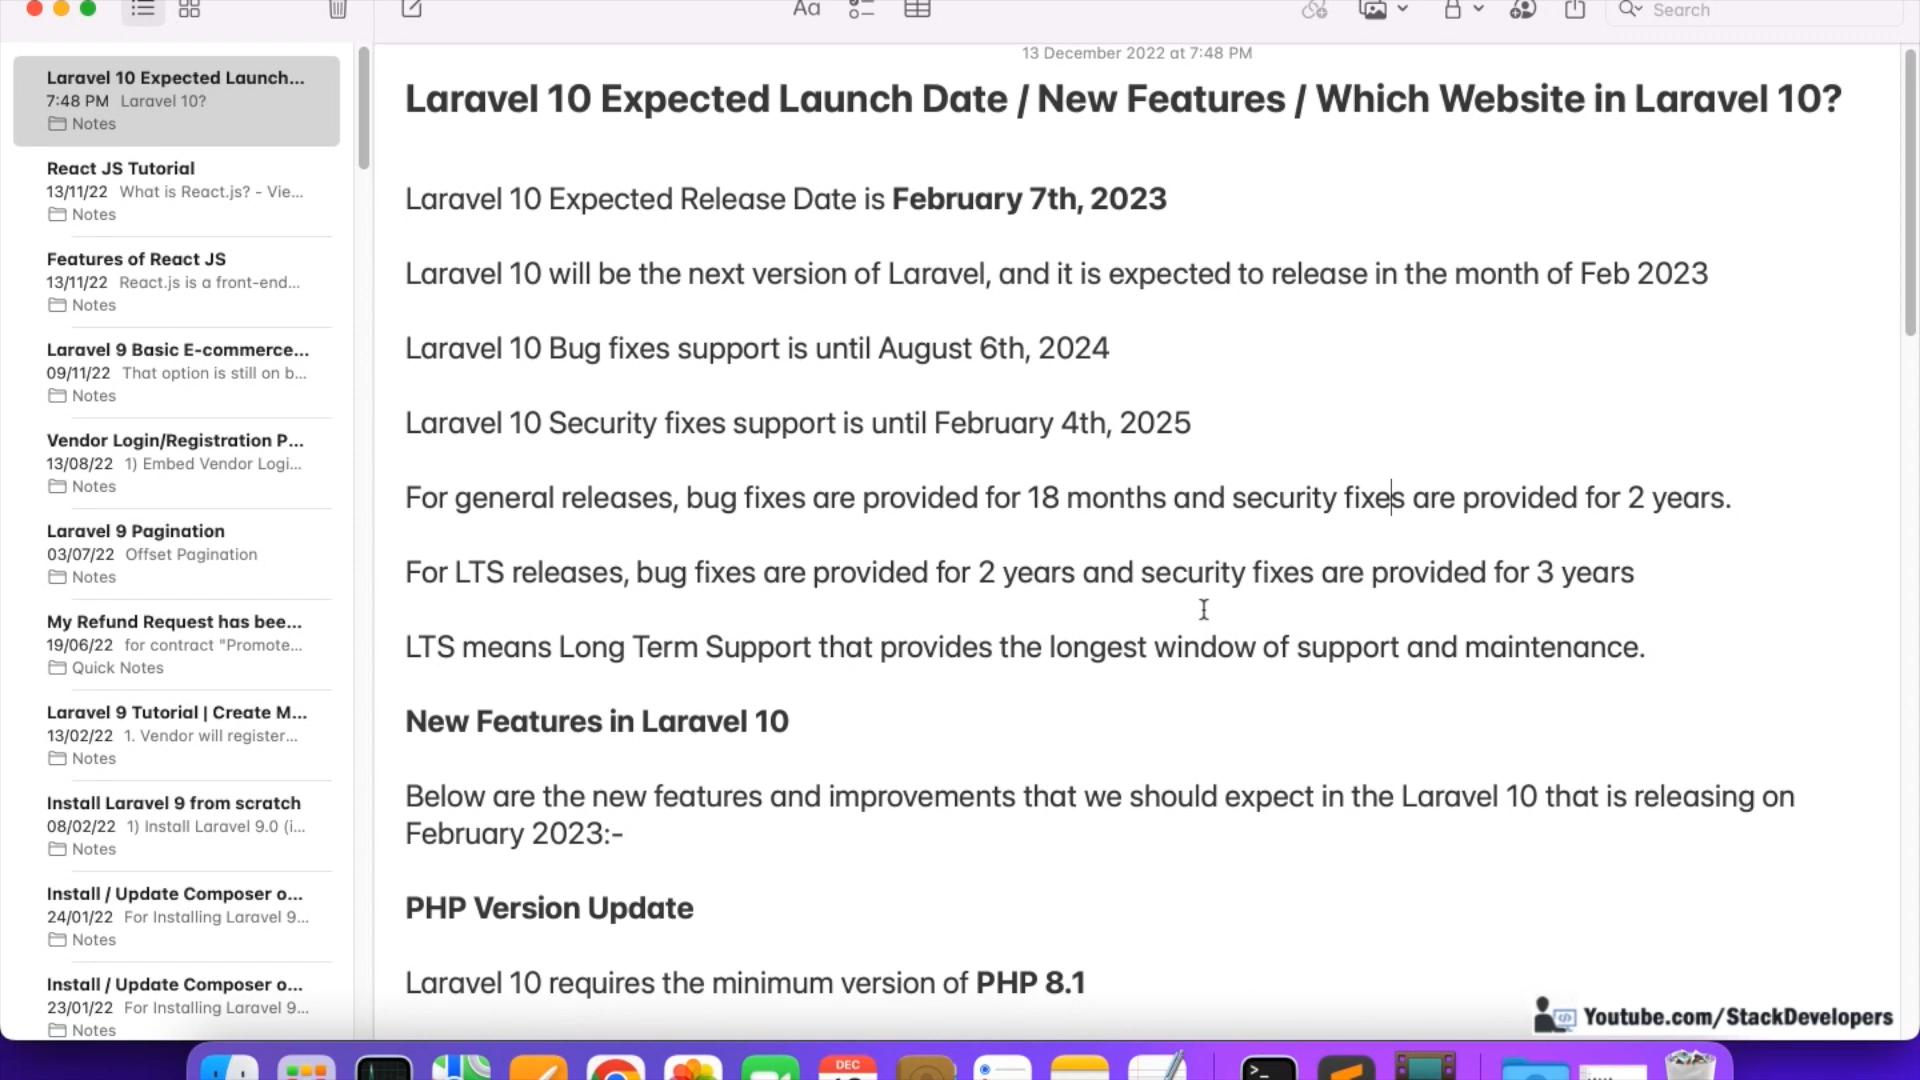 Search
Laravel 10 Expected Launch...
7:48 PM Laravel 10?
Notes
React JS Tutorial
13/11/22 What is React.js? - Vie...
Notes
Features of React JS
13/11/22 React.js is a front-end...
Notes
Laravel 9 Basic E-commerce...
09/11/22 That option is still on b...
Notes
Vendor Login/Registration P...
13/08/22 1) Embed Vendor Logi...
Notes
Laravel 9 Pagination
03/07/22 Offset Pagination
Notes
My Refund Request has bee...
19/06/22 for contract "Promote...
Quick Notes
Laravel 9 Tutorial | Create M...
13/02/22 1. Vendor will register...
Notes
Install Laravel 9 from scratch
08/02/22 1) Install Laravel 9.0 (i...
Notes
Install / Update Composer o...
24/01/22 For Installing Laravel 9...
Notes
Install / Update Composer o...
23/01/22 For Installing Laravel 9...
Notes
13 December 2022 at 7:48 PM
Laravel 10 Expected Launch Date / New Features / Which Website in Laravel 10?
Laravel 10 Expected Release Date is February 7th, 2023
Laravel 10 will be the next version of Laravel, and it is expected to release in the month of Feb 2023
Laravel 10 Bug fixes support is until August 6th, 2024
Laravel 10 Security fixes support is until February 4th, 2025
For general releases, bug fixes are provided for 18 months and security fixes are provided for 2 years.
For LTS releases, bug fixes are provided for 2 years and security fixes are provided for 3 years
LTS means Long Term Support that provides the longest window of support and maintenance.
New Features in Laravel 10
Below are the new features and improvements that we should expect in the Laravel 10 that is releasing on
February 2023:-
PHP Version Update
Laravel 10 requires the minimum version of PHP 8.1
Youtube.com/StackDevelopers
DEC